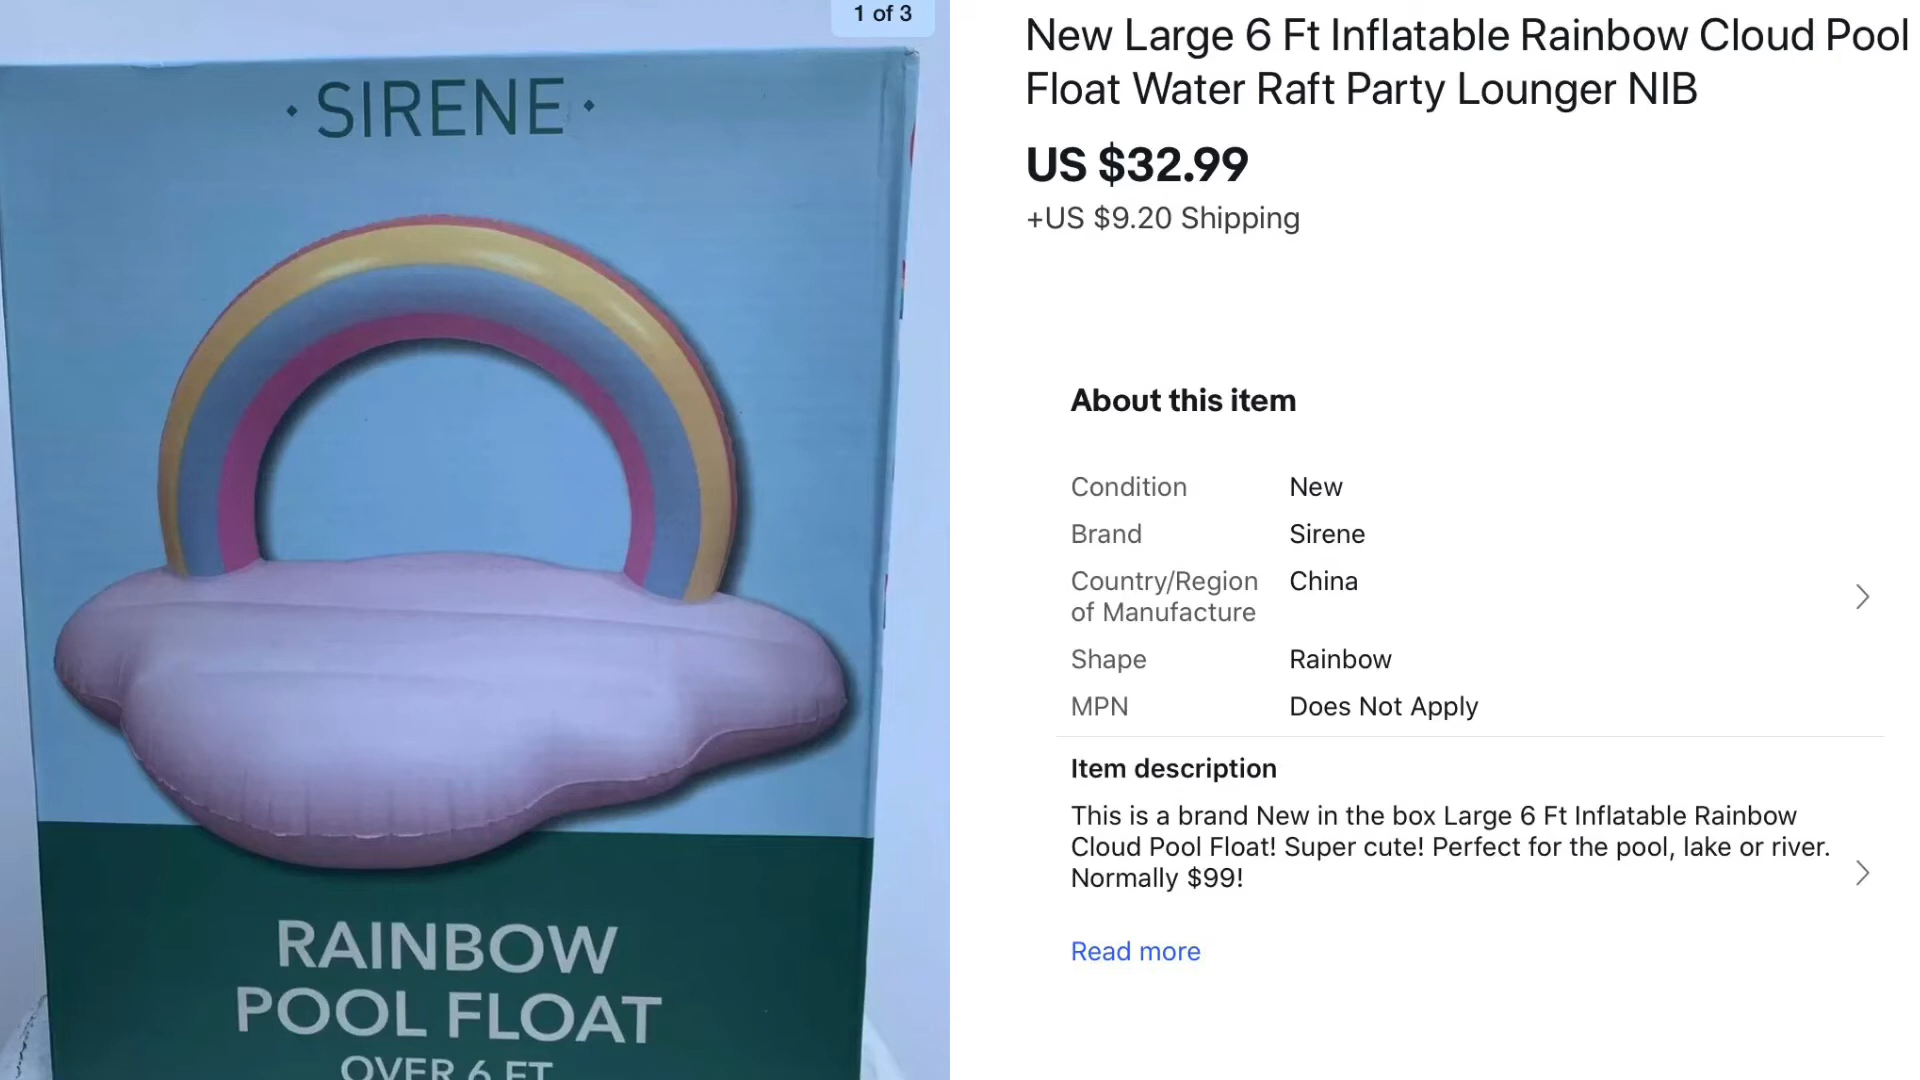 1 of 3
· SIRENE ·
RAINBOW
POOL FLOAT
OVER 6 FT
New Large 6 Ft Inflatable Rainbow Cloud Pool
Float Water Raft Party Lounger NIB
US $32.99
+US $9.20 Shipping
About this item
Condition New
Brand Sirene
Country/Region China
of Manufacture
Shape Rainbow
MPN Does Not Apply
Item description
This is a brand New in the box Large 6 Ft Inflatable Rainbow
Cloud Pool Float! Super cute! Perfect for the pool, lake or river.
Normally $99!
Read more